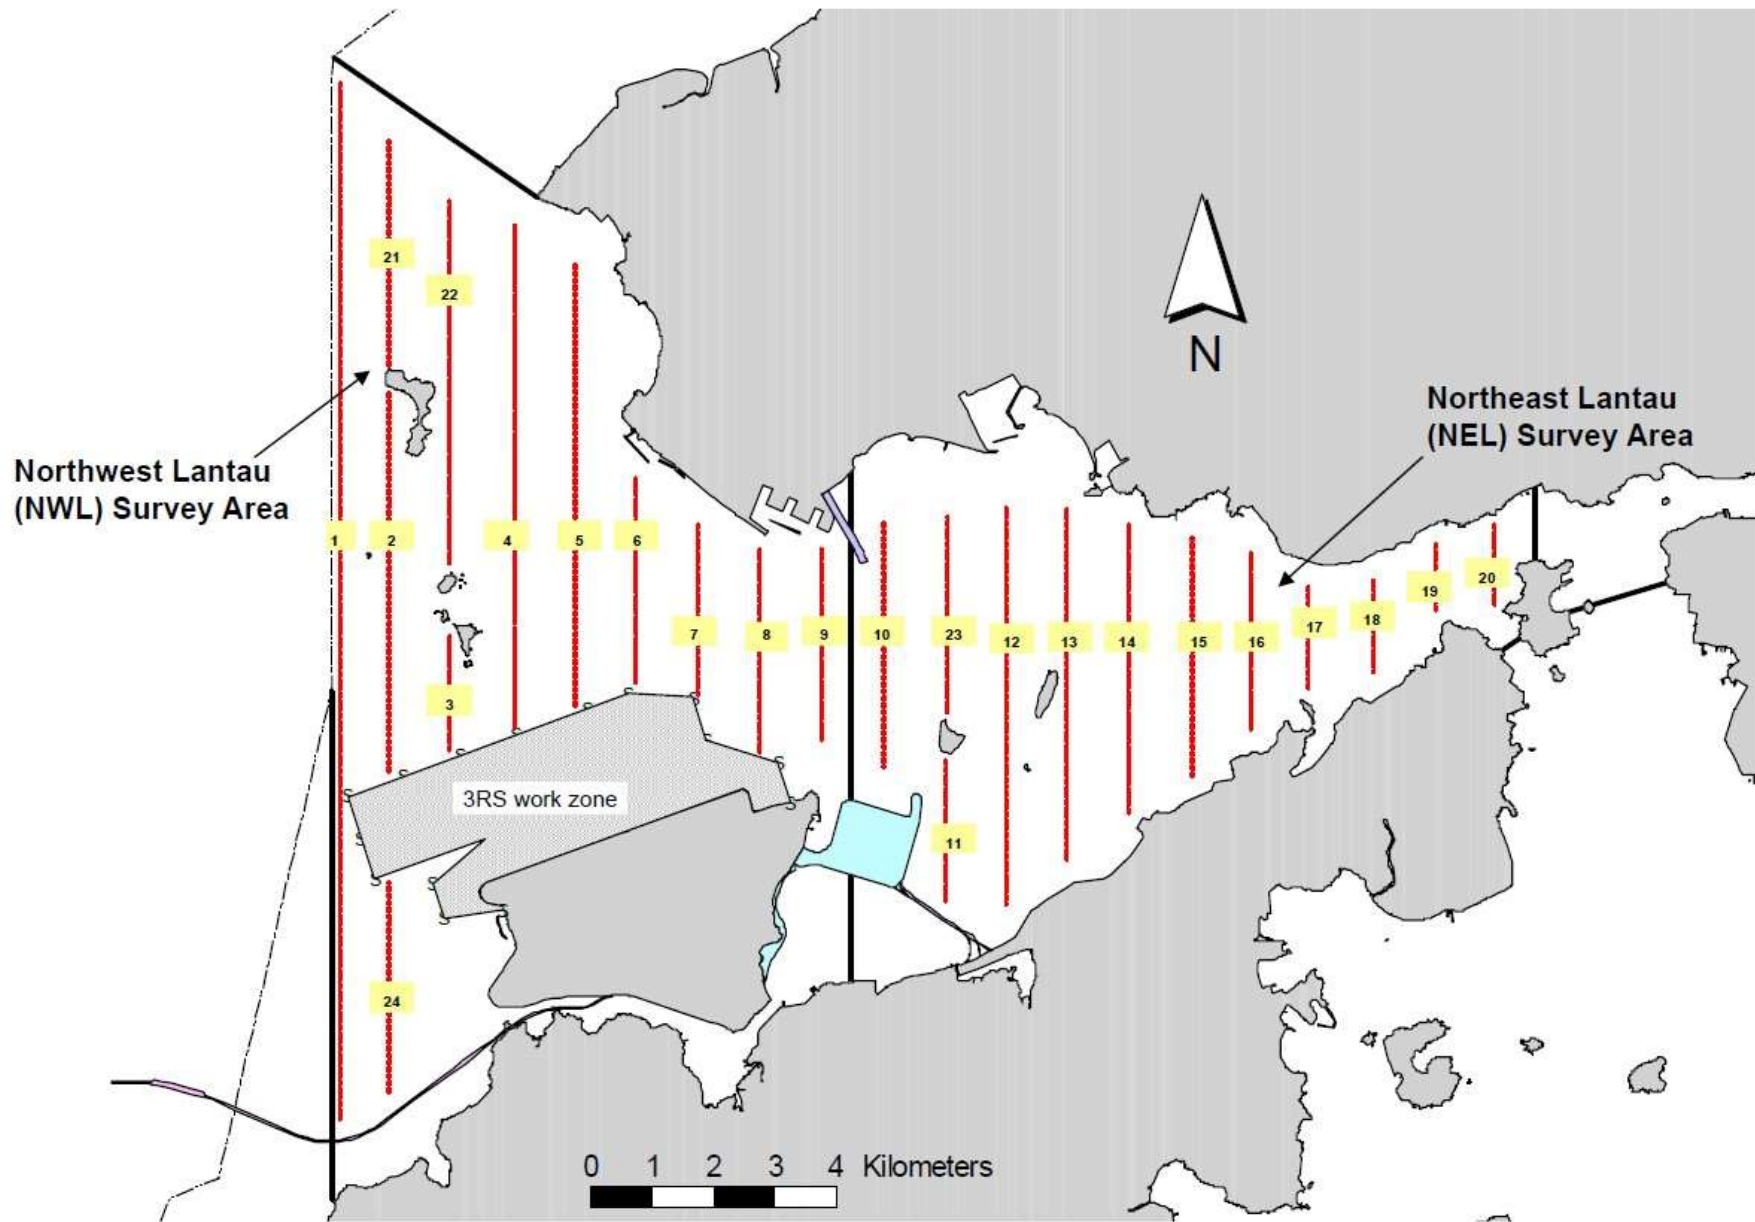 21
22
N
Northeast Lantau
(NEL) Survey Area
Northwest Lantau
(NWL) Survey Area
1
2
4
5
6
7
8
9
10
23
12
13
14
15
16
17
18
19
20
3
3RS work zone
11
24
S
S
S
S
S
S
S
S
S
S
S
S
S
S
0 1 2 3 4 Kilometers